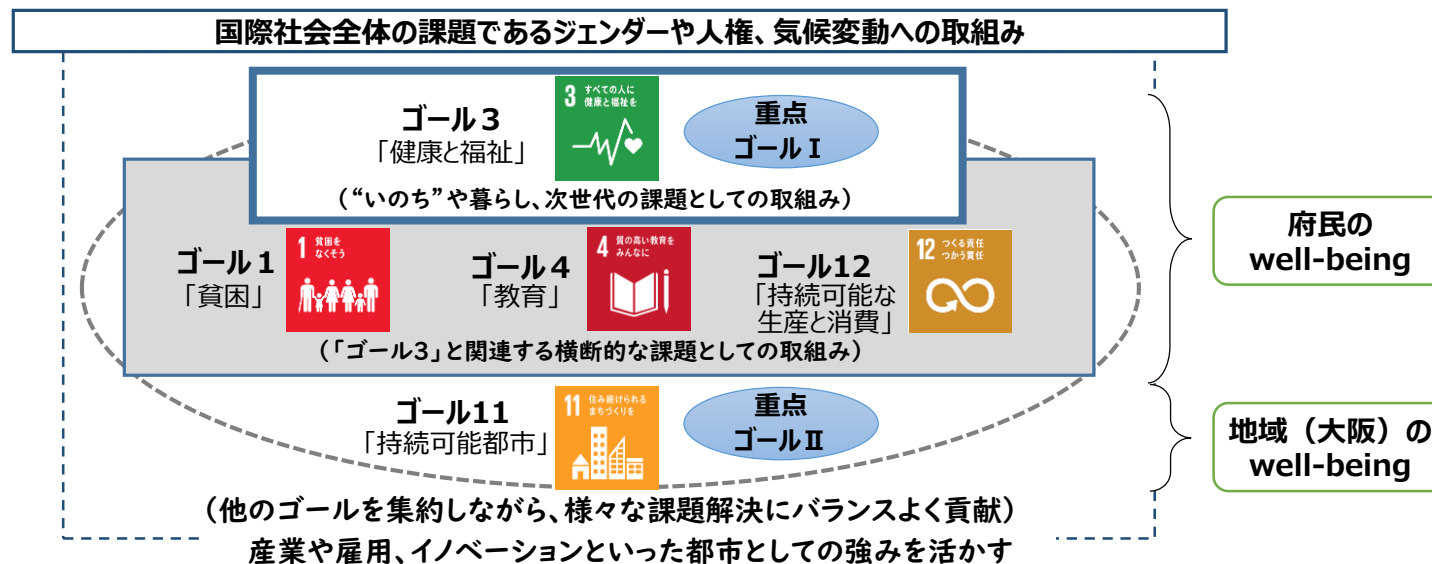 国際社会全体の課題であるジェンダーや人権、気候変動への取組み
ゴール３
「健康と福祉」
3 すべての人に
健康と福祉を
重点
ゴールⅠ
（“いのち”や暮らし、次世代の課題としての取組み）
ゴール１
「貧困」
1 貧困を
なくそう
ゴール４
「教育」
4 質の高い教育を
みんなに
ゴール12
「持続可能な
生産と消費」
12 つくる責任
つかう責任
（「ゴール３」と関連する横断的な課題としての取組み）
府民の
well-being
ゴール11
「持続可能都市」
11 住み続けられる
まちづくりを
重点
ゴールⅡ
地域（大阪）の
well-being
（他のゴールを集約しながら、様々な課題解決にバランスよく貢献）
産業や雇用、イノベーションといった都市としての強みを活かす